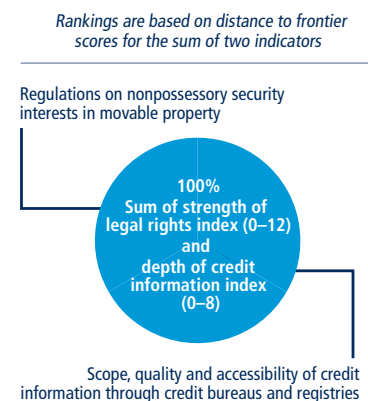 Rankings are based on distance to frontier
scores for the sum of two indicators
Regulations on nonpossessory security
interests in movable property
100%
Sum of strength of
legal rights index (0–12)
and
depth of credit
information index
(0–8)
Scope, quality and accessibility of credit
information through credit bureaus and registries